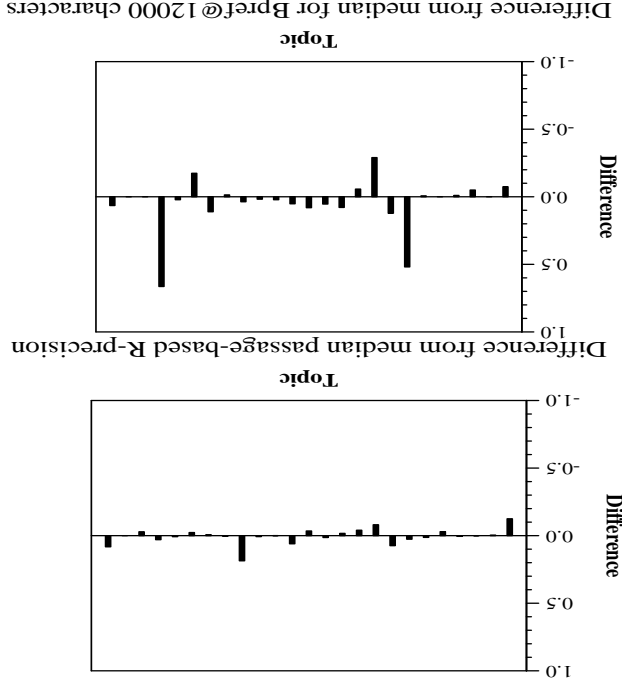 1.0
0.5
Difference
0.0
-0.5
-1.0
Topic
Difference from median passage-based R-precision
1.0
0.5
Difference
0.0
-0.5
-1.0
Topic
Difference from median for Bpref@12000 characters